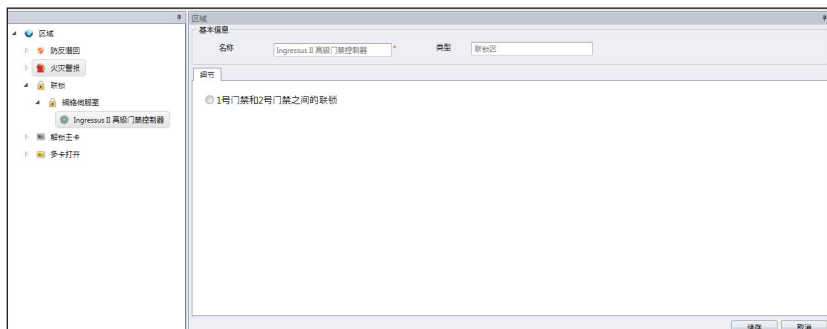 区域
防反潜回
火灾警报
联锁
網絡伺服室
Ingressus II 高级门禁控制器
解锁主卡
多卡打开
区域
基本信息
名称 Ingressus II 高级门禁控制器 * 类型 联锁区
细节
1号门禁和2号门禁之间的联锁
储存 取消